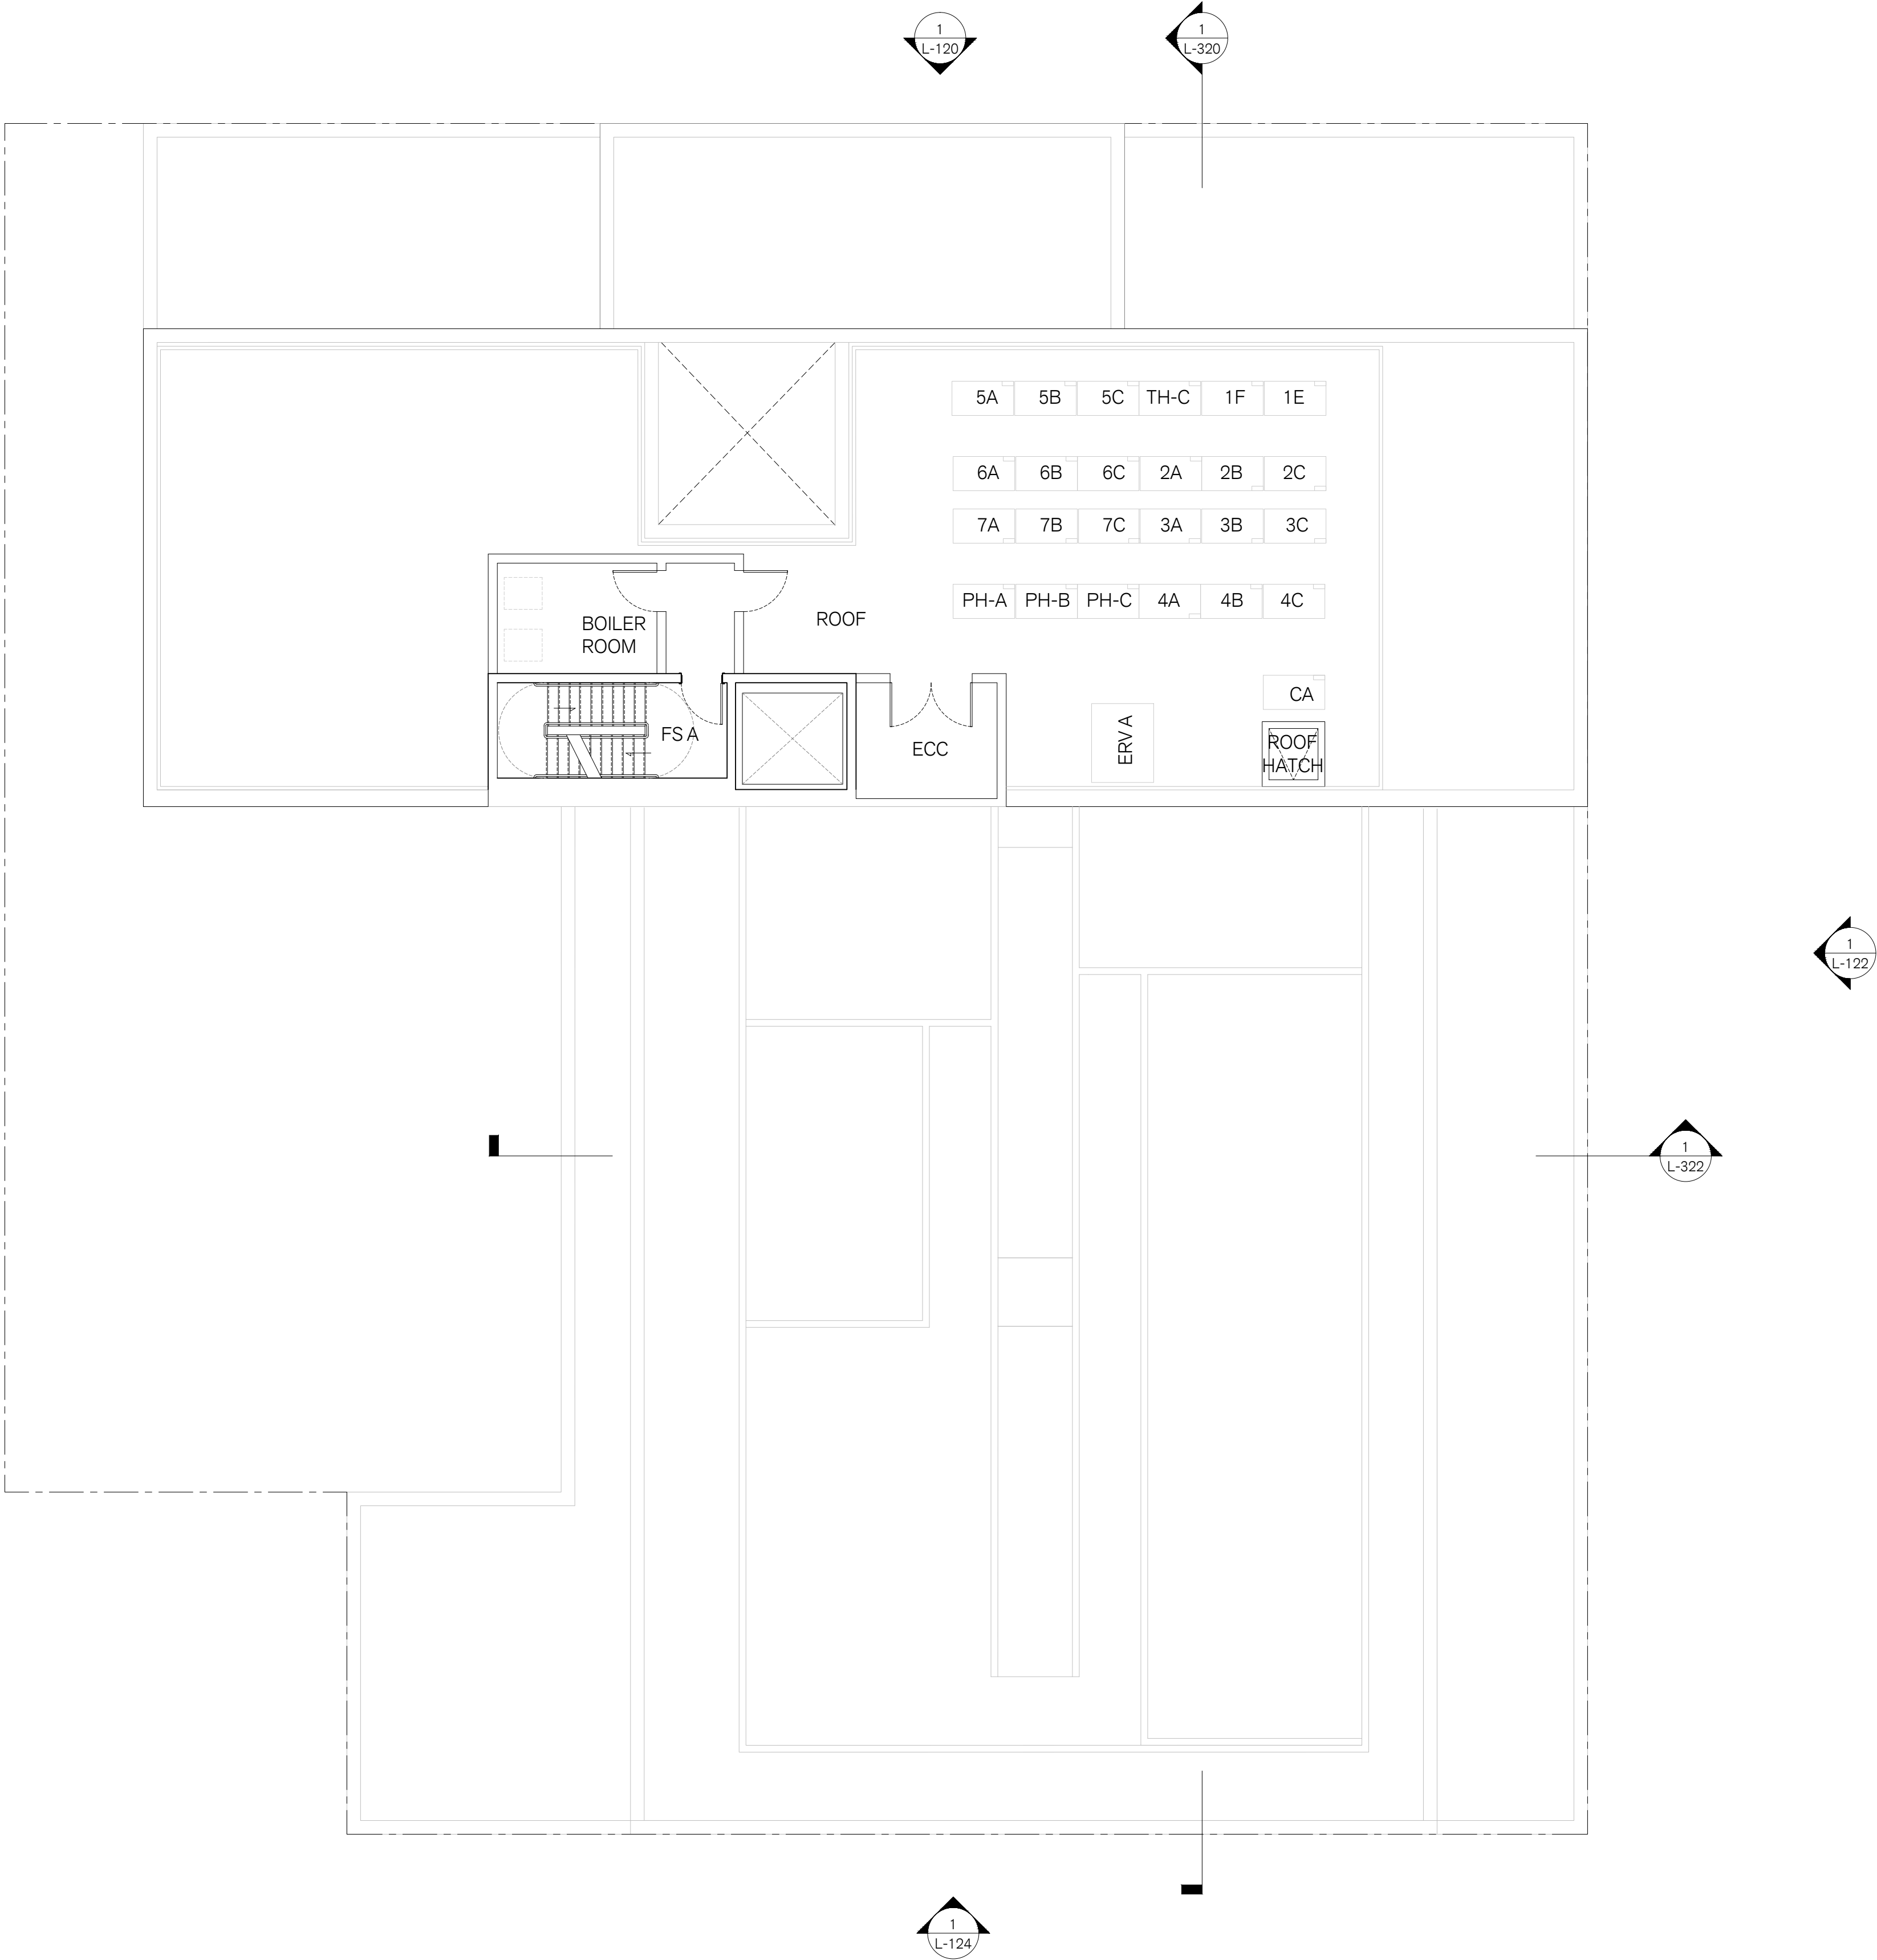 1
L-120
1
L-320
5A 5B 5C TH-C 1F 1E
6A 6B 6C 2A 2B 2C
7A 7B 7C 3A 3B 3C
PH-A PH-B PH-C 4A 4B 4C
ROOF
BOILER
ROOM
CA
FS A
ECC
ERV A
ROOF
HATCH
1
L-122
1
L-322
1
L-124